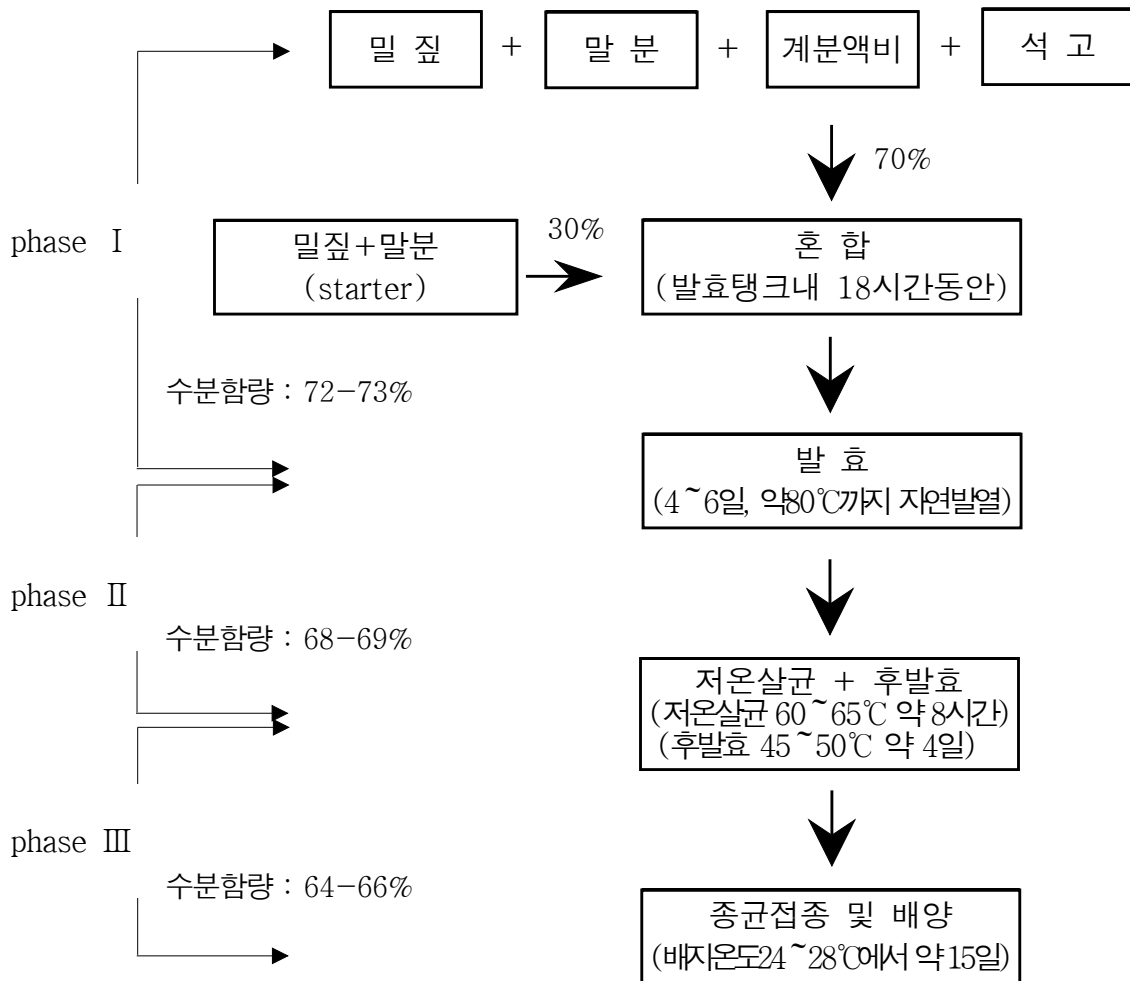 밀 짚 + 말 분 + 계분액비 + 석 고
70%
phase Ⅰ
밀짚+말분
(starter)
30%
혼 합
(발효탱크내 18시간동안)
수분함량 : 72-73%
발 효
(4~6일, 약80℃까지 자연발열)
phase Ⅱ
수분함량 : 68-69%
저온살균 + 후발효
(저온살균 60~65℃ 약 8시간)
(후발효 45~50℃ 약 4일)
phase Ⅲ
수분함량 : 64-66%
종균접종 및 배양
(배지온도24~28℃에서 약 15일)